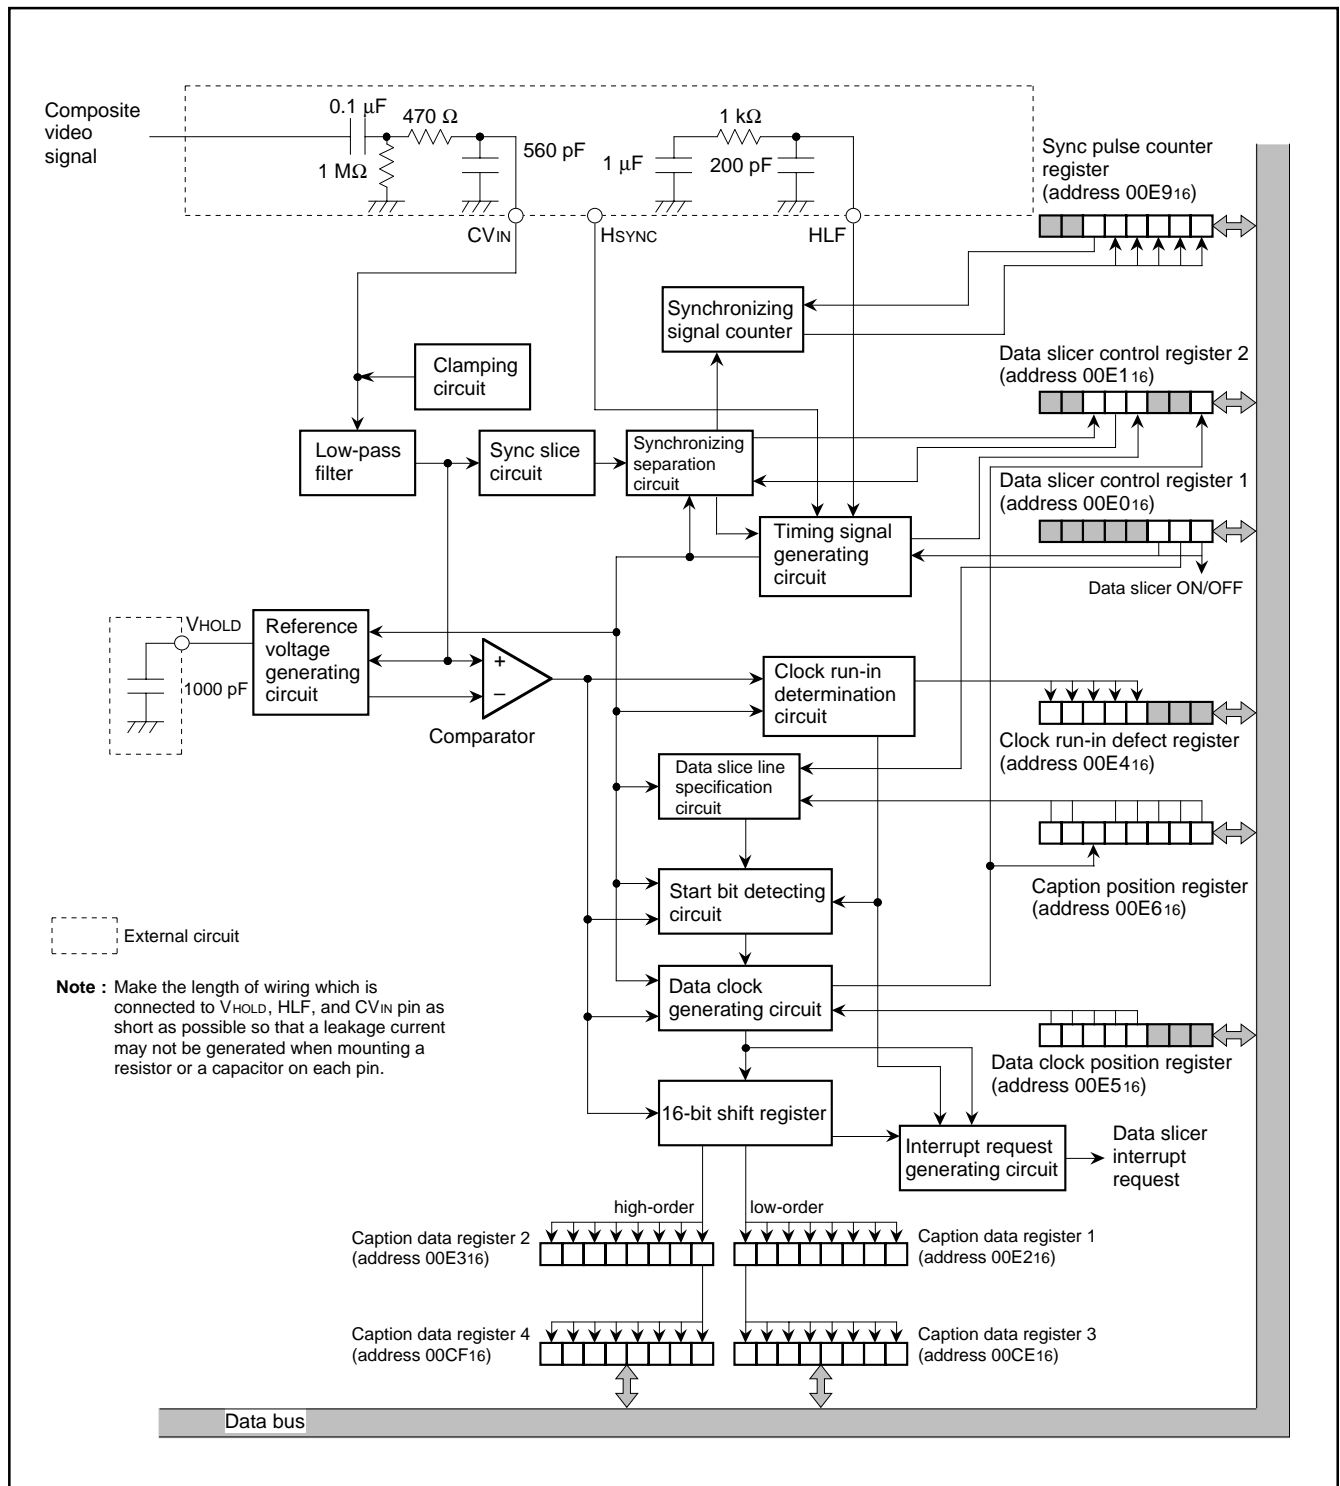 Composite
video
signal
0.1 µF
470 Ω
1 MΩ
560 pF
1 kΩ
1 µF
200 pF
CVIN
HSYNC
HLF
Sync pulse counter
register
(address 00E916)
Synchronizing
signal counter
Clamping
circuit
Data slicer control register 2
(address 00E116)
Low-pass
filter
Sync slice
circuit
Synchronizing
separation
circuit
Data slicer control register 1
(address 00E016)
Timing signal
generating
circuit
Data slicer ON/OFF
VHOLD
1000 pF
Reference
voltage
generating
circuit
+
−
Comparator
Clock run-in
determination
circuit
Clock run-in defect register
(address 00E416)
Data slice line
specification
circuit
Start bit detecting
circuit
Caption position register
(address 00E616)
External circuit
Note : Make the length of wiring which is
connected to VHOLD, HLF, and CVIN pin as
short as possible so that a leakage current
may not be generated when mounting a
resistor or a capacitor on each pin.
Data clock
generating circuit
Data clock position register
(address 00E516)
16-bit shift register
Interrupt request
generating circuit
Data slicer
interrupt
request
high-order
low-order
Caption data register 2
(address 00E316)
Caption data register 1
(address 00E216)
Caption data register 4
(address 00CF16)
Caption data register 3
(address 00CE16)
Data bus